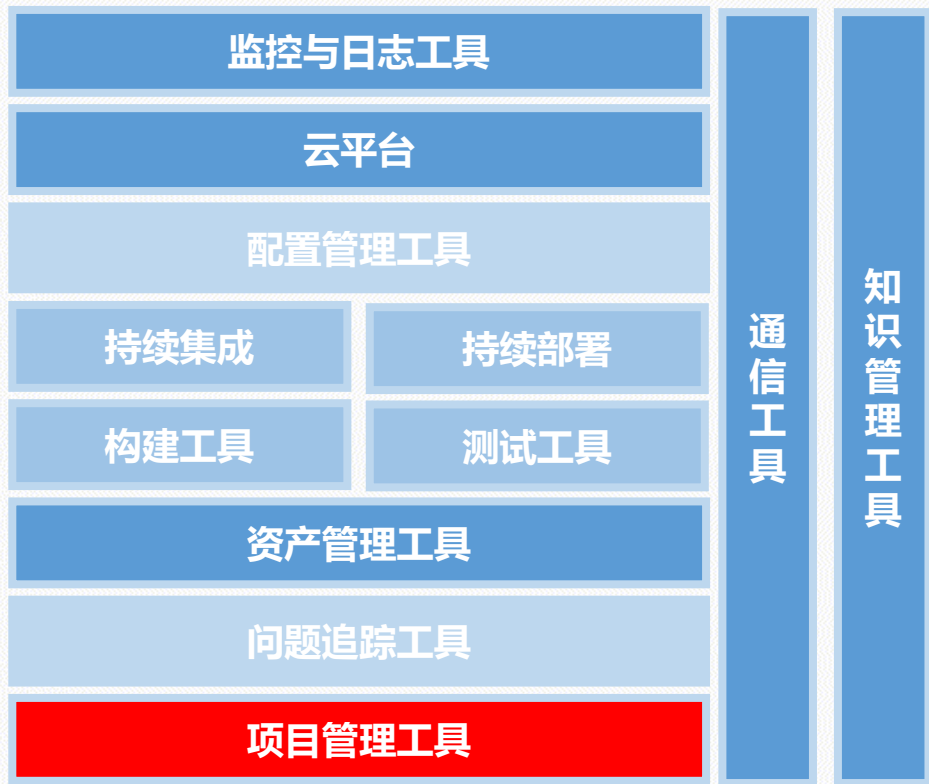 监控与日志工具
云平台
配置管理工具
持续集成
持续部署
构建工具
测试工具
资产管理工具
问题追踪工具
项目管理工具
通信工具
知识管理工具